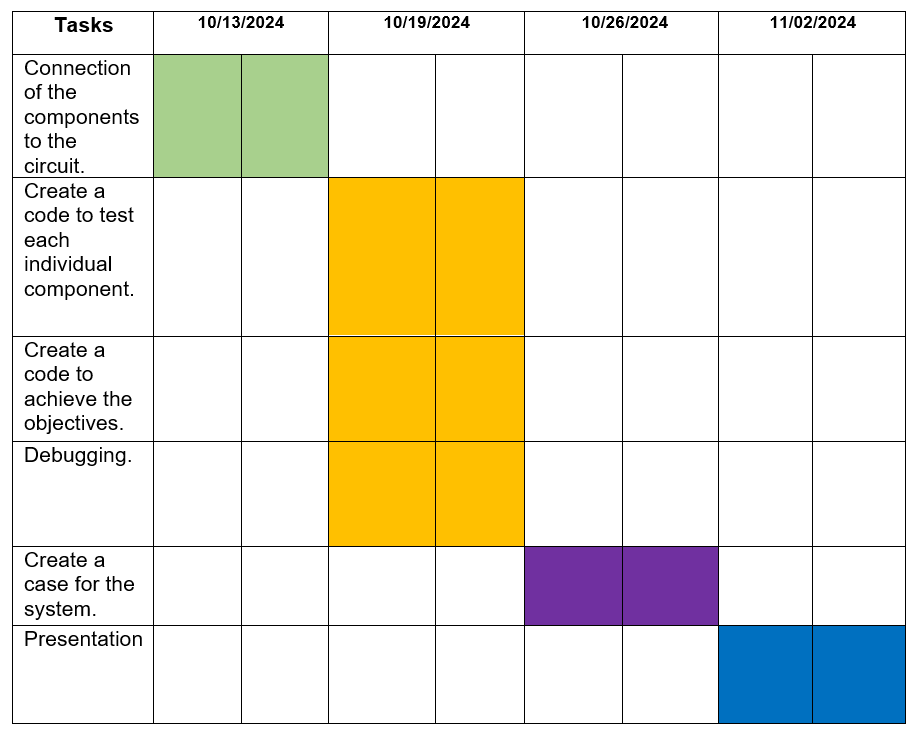 Tasks 10/13/2024 10/19/2024 10/26/2024 11/02/2024
Connection
of the
components
to the
circuit.
Create a
code to test
each
individual
component.
Create a
code to
achieve the
objectives.
Debugging.
Create a
case for the
system.
Presentation